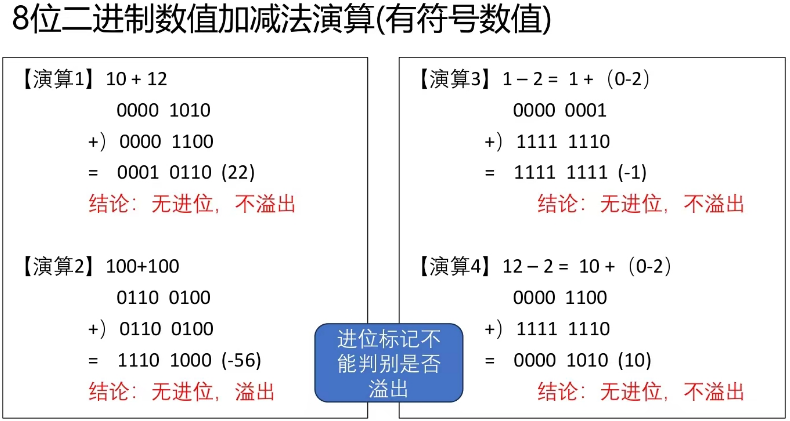 8位二进制数值加减法演算(有符号数值)
【演算1】10 + 12
0000 1010
+）0000 1100
= 0001 0110 (22)
结论：无进位，不溢出
【演算2】100+100
0110 0100
+）0110 0100
= 1110 1000 (-56)
结论：无进位，溢出
【演算3】1 – 2 = 1 +（0-2）
0000 0001
+）1111 1110
= 1111 1111 (-1)
结论：无进位，不溢出
【演算4】12 – 2 = 10 +（0-2）
0000 1100
+）1111 1110
= 0000 1010 (10)
结论：无进位，不溢出
进位标记不
能判别是否
溢出